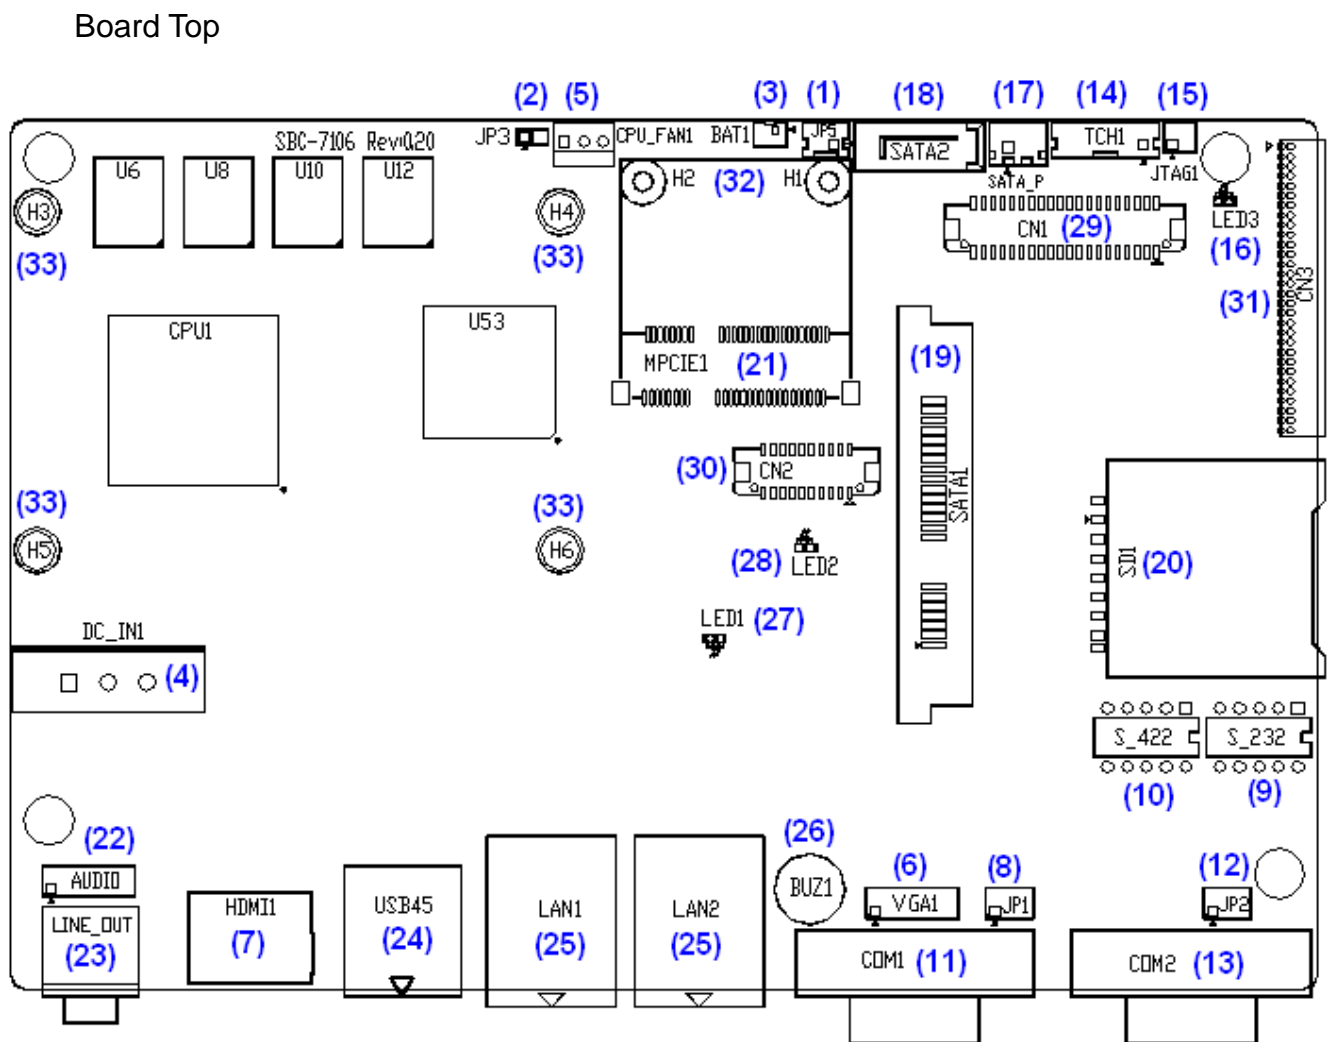 Board Top
(2) (5) (3) (1) (18) (17) (14) (15)
JP3 CPU_FAN1 BAT1 JP5 SATA2 SATA_P TCH1 JTAG1
SBC-7106 Rev:0.20
U6 U8 U10 U12
H2 (32) H1
H3 H4
LED3
(33) (33)
CN1 (29)
(16)
(31) CN3
CPU1 U53
MPCIE1 (21)
(19)
(30) CN2
SATA1
(33) (33)
H5 H6
(28) LED2
SD1 (20)
LED1 (27)
DC_IN1
(4)
S_422 S_232
(10) (9)
(22) (26)
AUDIO
(6) (8) (12)
BUZ1
VGA1 JP1 JP2
LINE_OUT HDMI1 USB45 LAN1 LAN2
(23) (7) (24) (25) (25)
COM1 (11) COM2 (13)